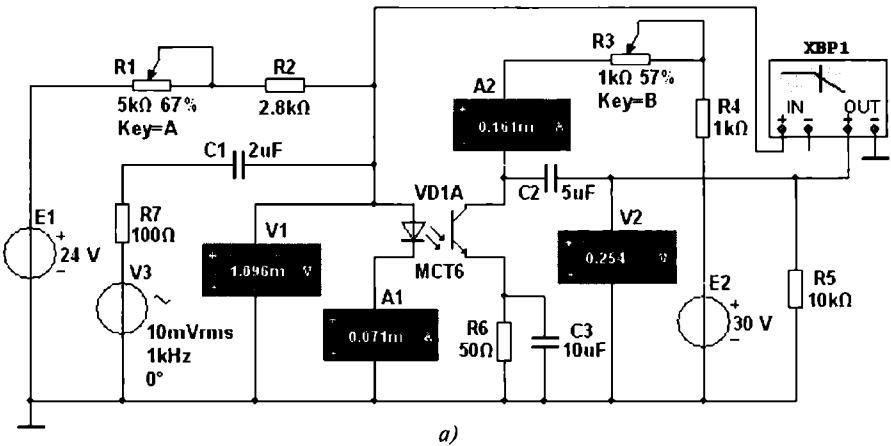 R1
5kΩ 67%
Key=A
R2
2.8kΩ
R3
1kΩ 57%
Key=B
XBP1
IN
OUT
A2
0.161m A
R4
1kΩ
C1
2uF
C2
5uF
VD1A
MCT6
R7
100Ω
V1
1.096m V
V2
0.254 V
E1
24 V
V3
10mVrms
1kHz
0°
A1
0.071m A
R6
50Ω
C3
10uF
E2
30 V
R5
10kΩ
а)